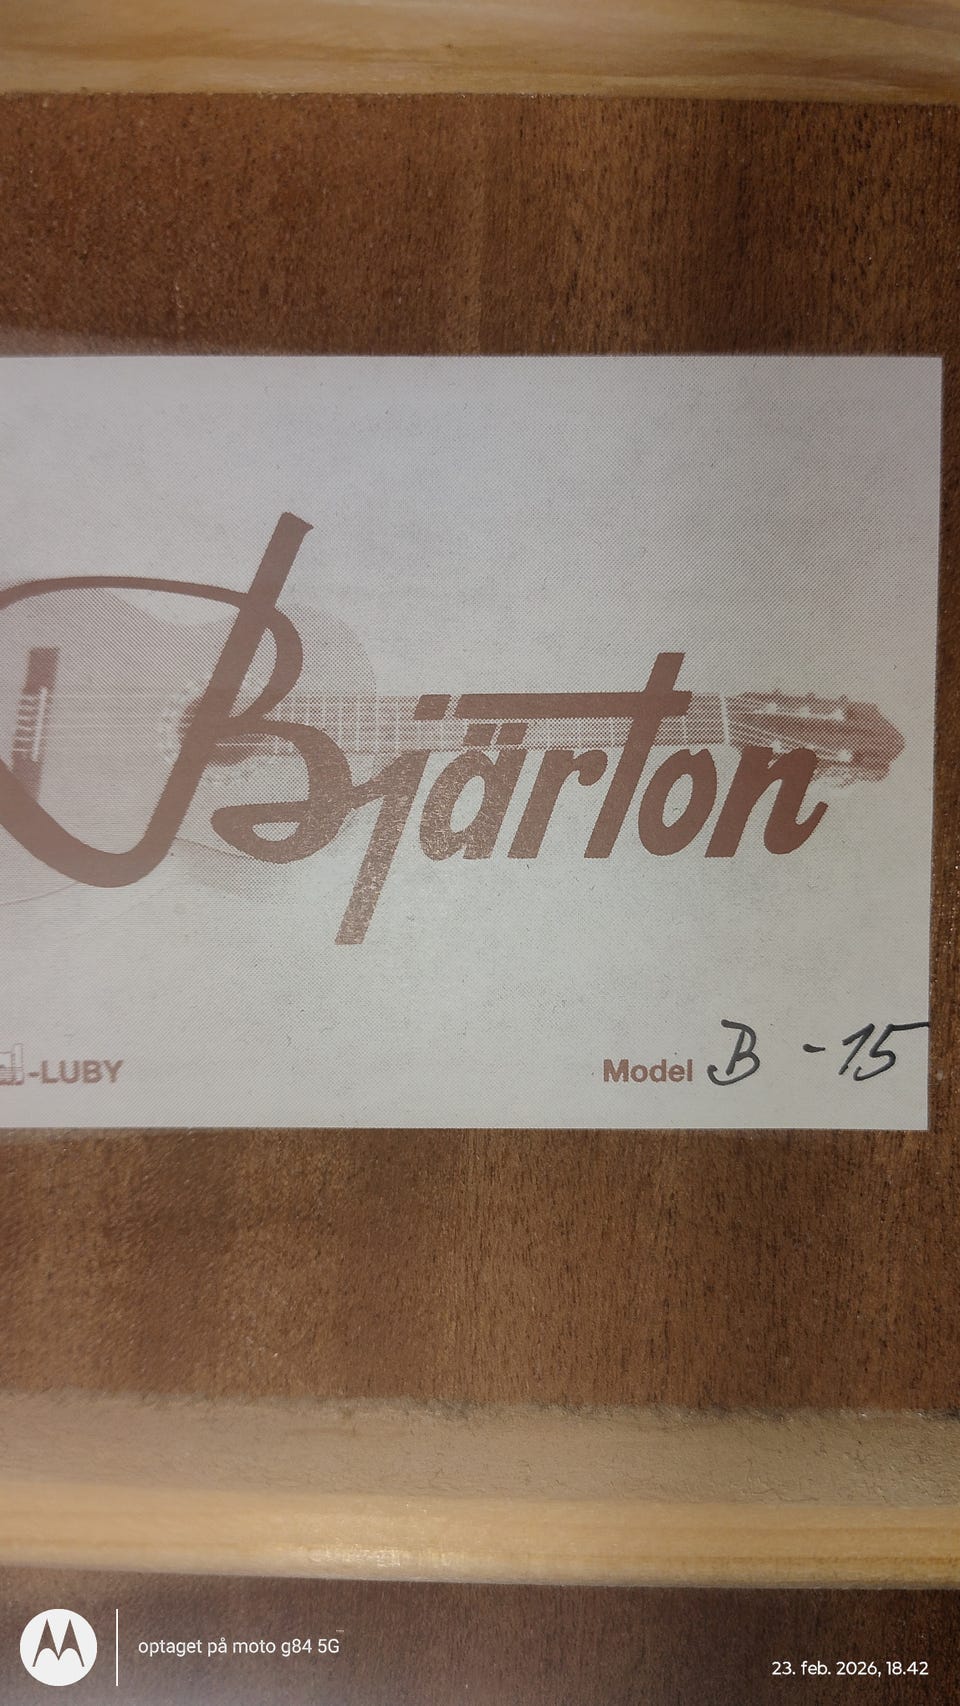 Bjärton
-LUBY
Model B-15
optaget på moto g84 5G
23. feb. 2026, 18.42